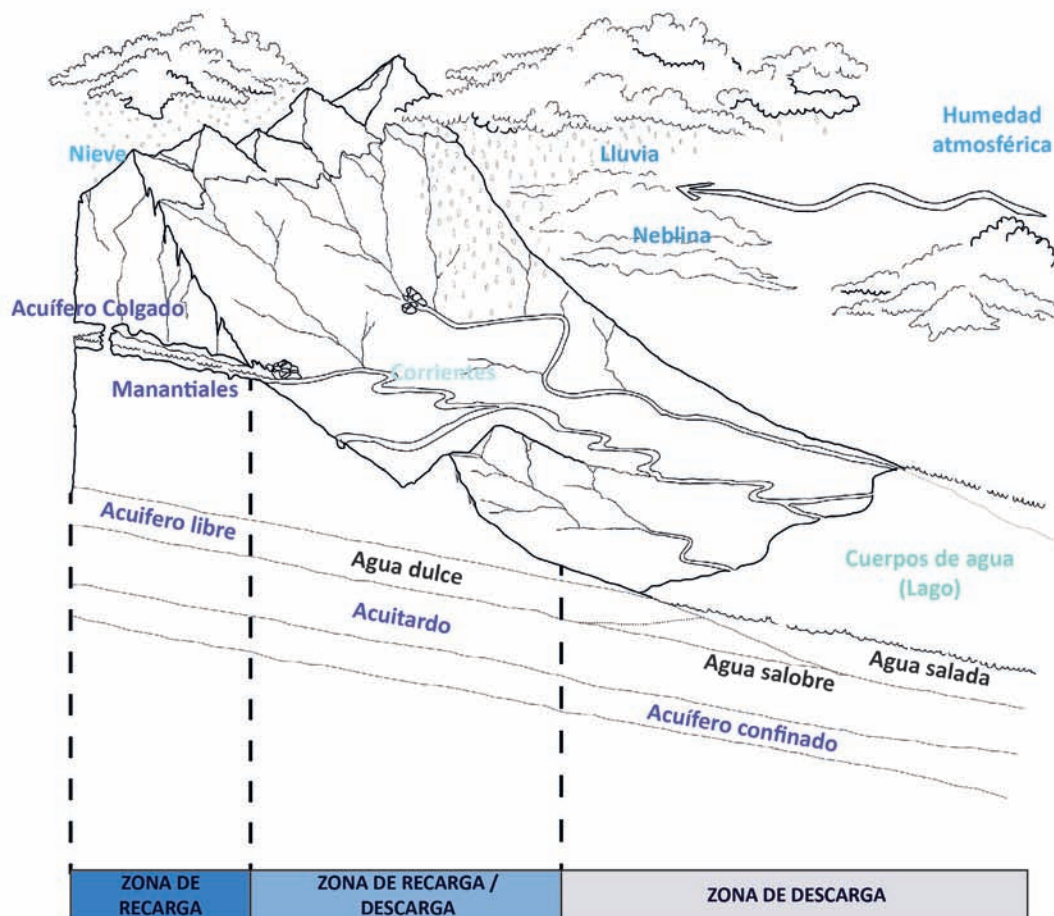 Humedad
atmosférica
Nieve
Lluvia
Neblina
Acuífero Colgado
Corrientes
Manantiales
Acuífero libre
Agua dulce
Cuerpos de agua
(Lago)
Acuitardo
Agua salobre
Agua salada
Acuífero confinado
ZONA DE
RECARGA
ZONA DE RECARGA /
DESCARGA
ZONA DE DESCARGA